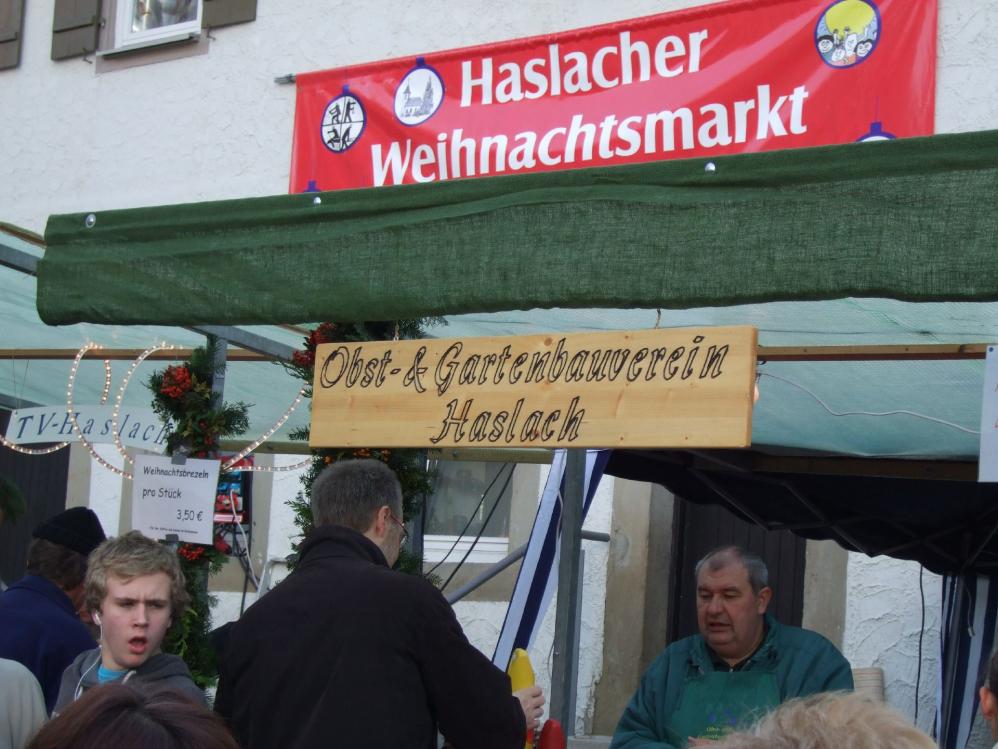 Haslacher
Weihnachtsmarkt
Obst- & Gartenbauverein
Haslach
TV-Haslach
Weihnachtsbrezeln
pro Stück
3,50 €